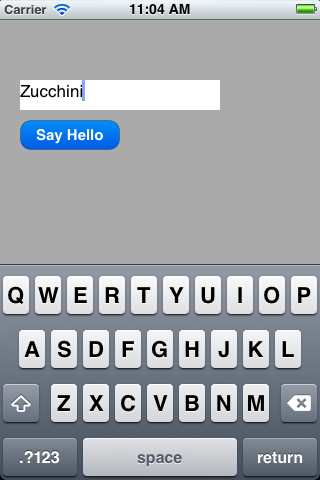 Carrier 11:04 AM
Zucchini
Say Hello
Q W E R T Y U I O P
A S D F G H J K L
Z X C V B N M
.?123 space return